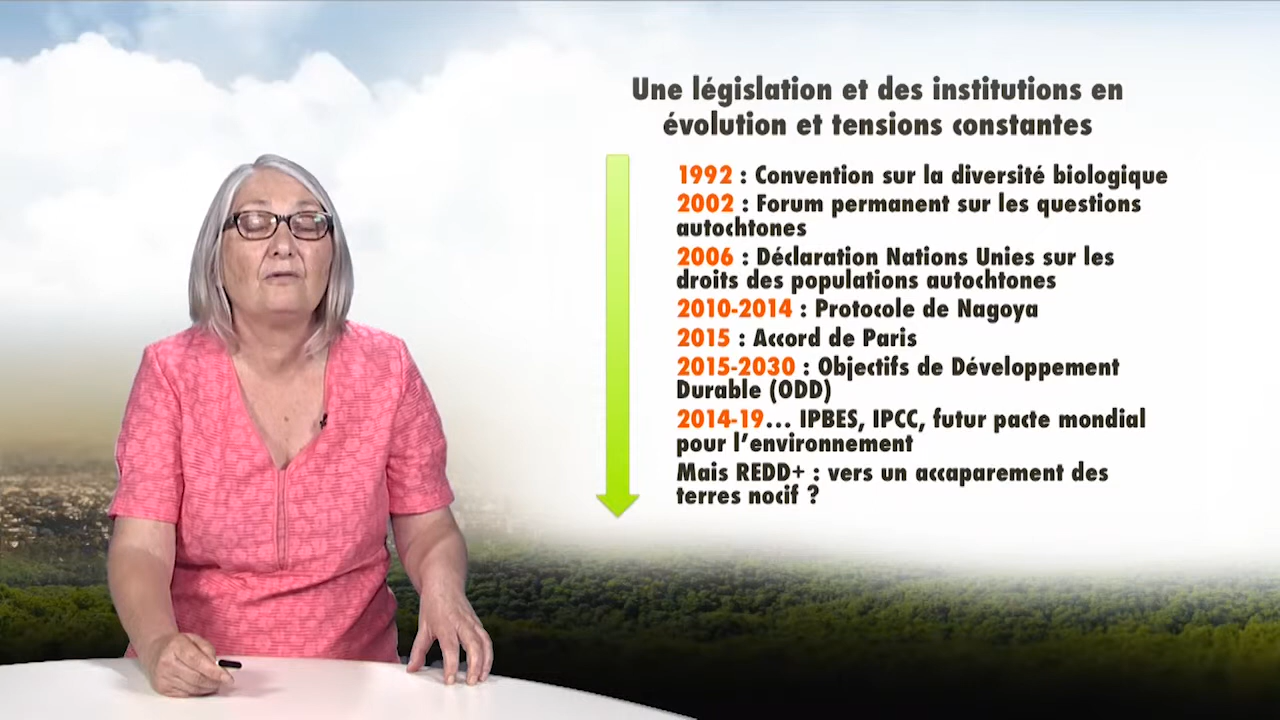 Une législation et des institutions en
évolution et tensions constantes
1992 : Convention sur la diversité biologique
2002 : Forum permanent sur les questions
autochtones
2006 : Déclaration Nations Unies sur les
droits des populations autochtones
2010-2014 : Protocole de Nagoya
2015 : Accord de Paris
2015-2030 : Objectifs de Développement
Durable (ODD)
2014-19... IPBES, IPCC, futur pacte mondial
pour l’environnement
Mais REDD+ : vers un accaparement des
terres nocif ?